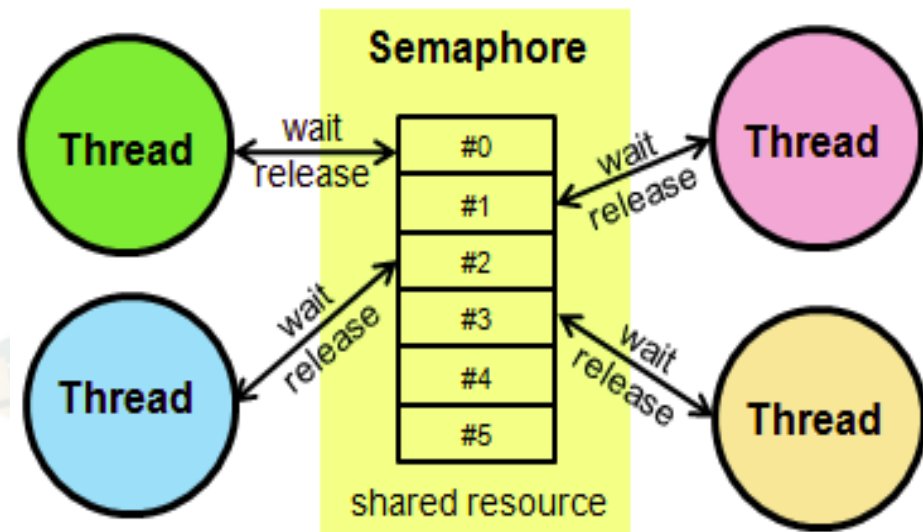 Semaphore
Thread
wait
release
#0
#1
#2
#3
#4
#5
wait
release
Thread
Thread
wait
release
wait
release
Thread
shared resource